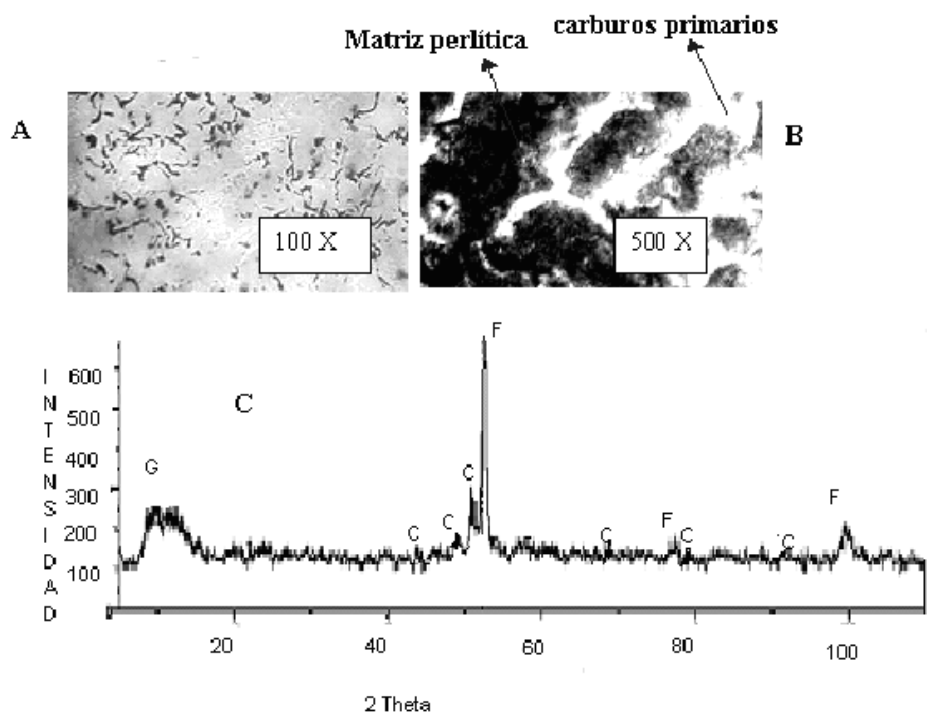 Matriz perlítica
carburos primarios
A
B
100 X
500 X
F
C
G
C
C
F
C
F
C
C
C
INTENSIDAD
600
500
400
300
200
100
20
40
60
80
100
2 Theta